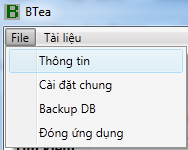 BTea
File Tài liệu
Thông tin
Cài đặt chung
Backup DB
Đóng ứng dụng